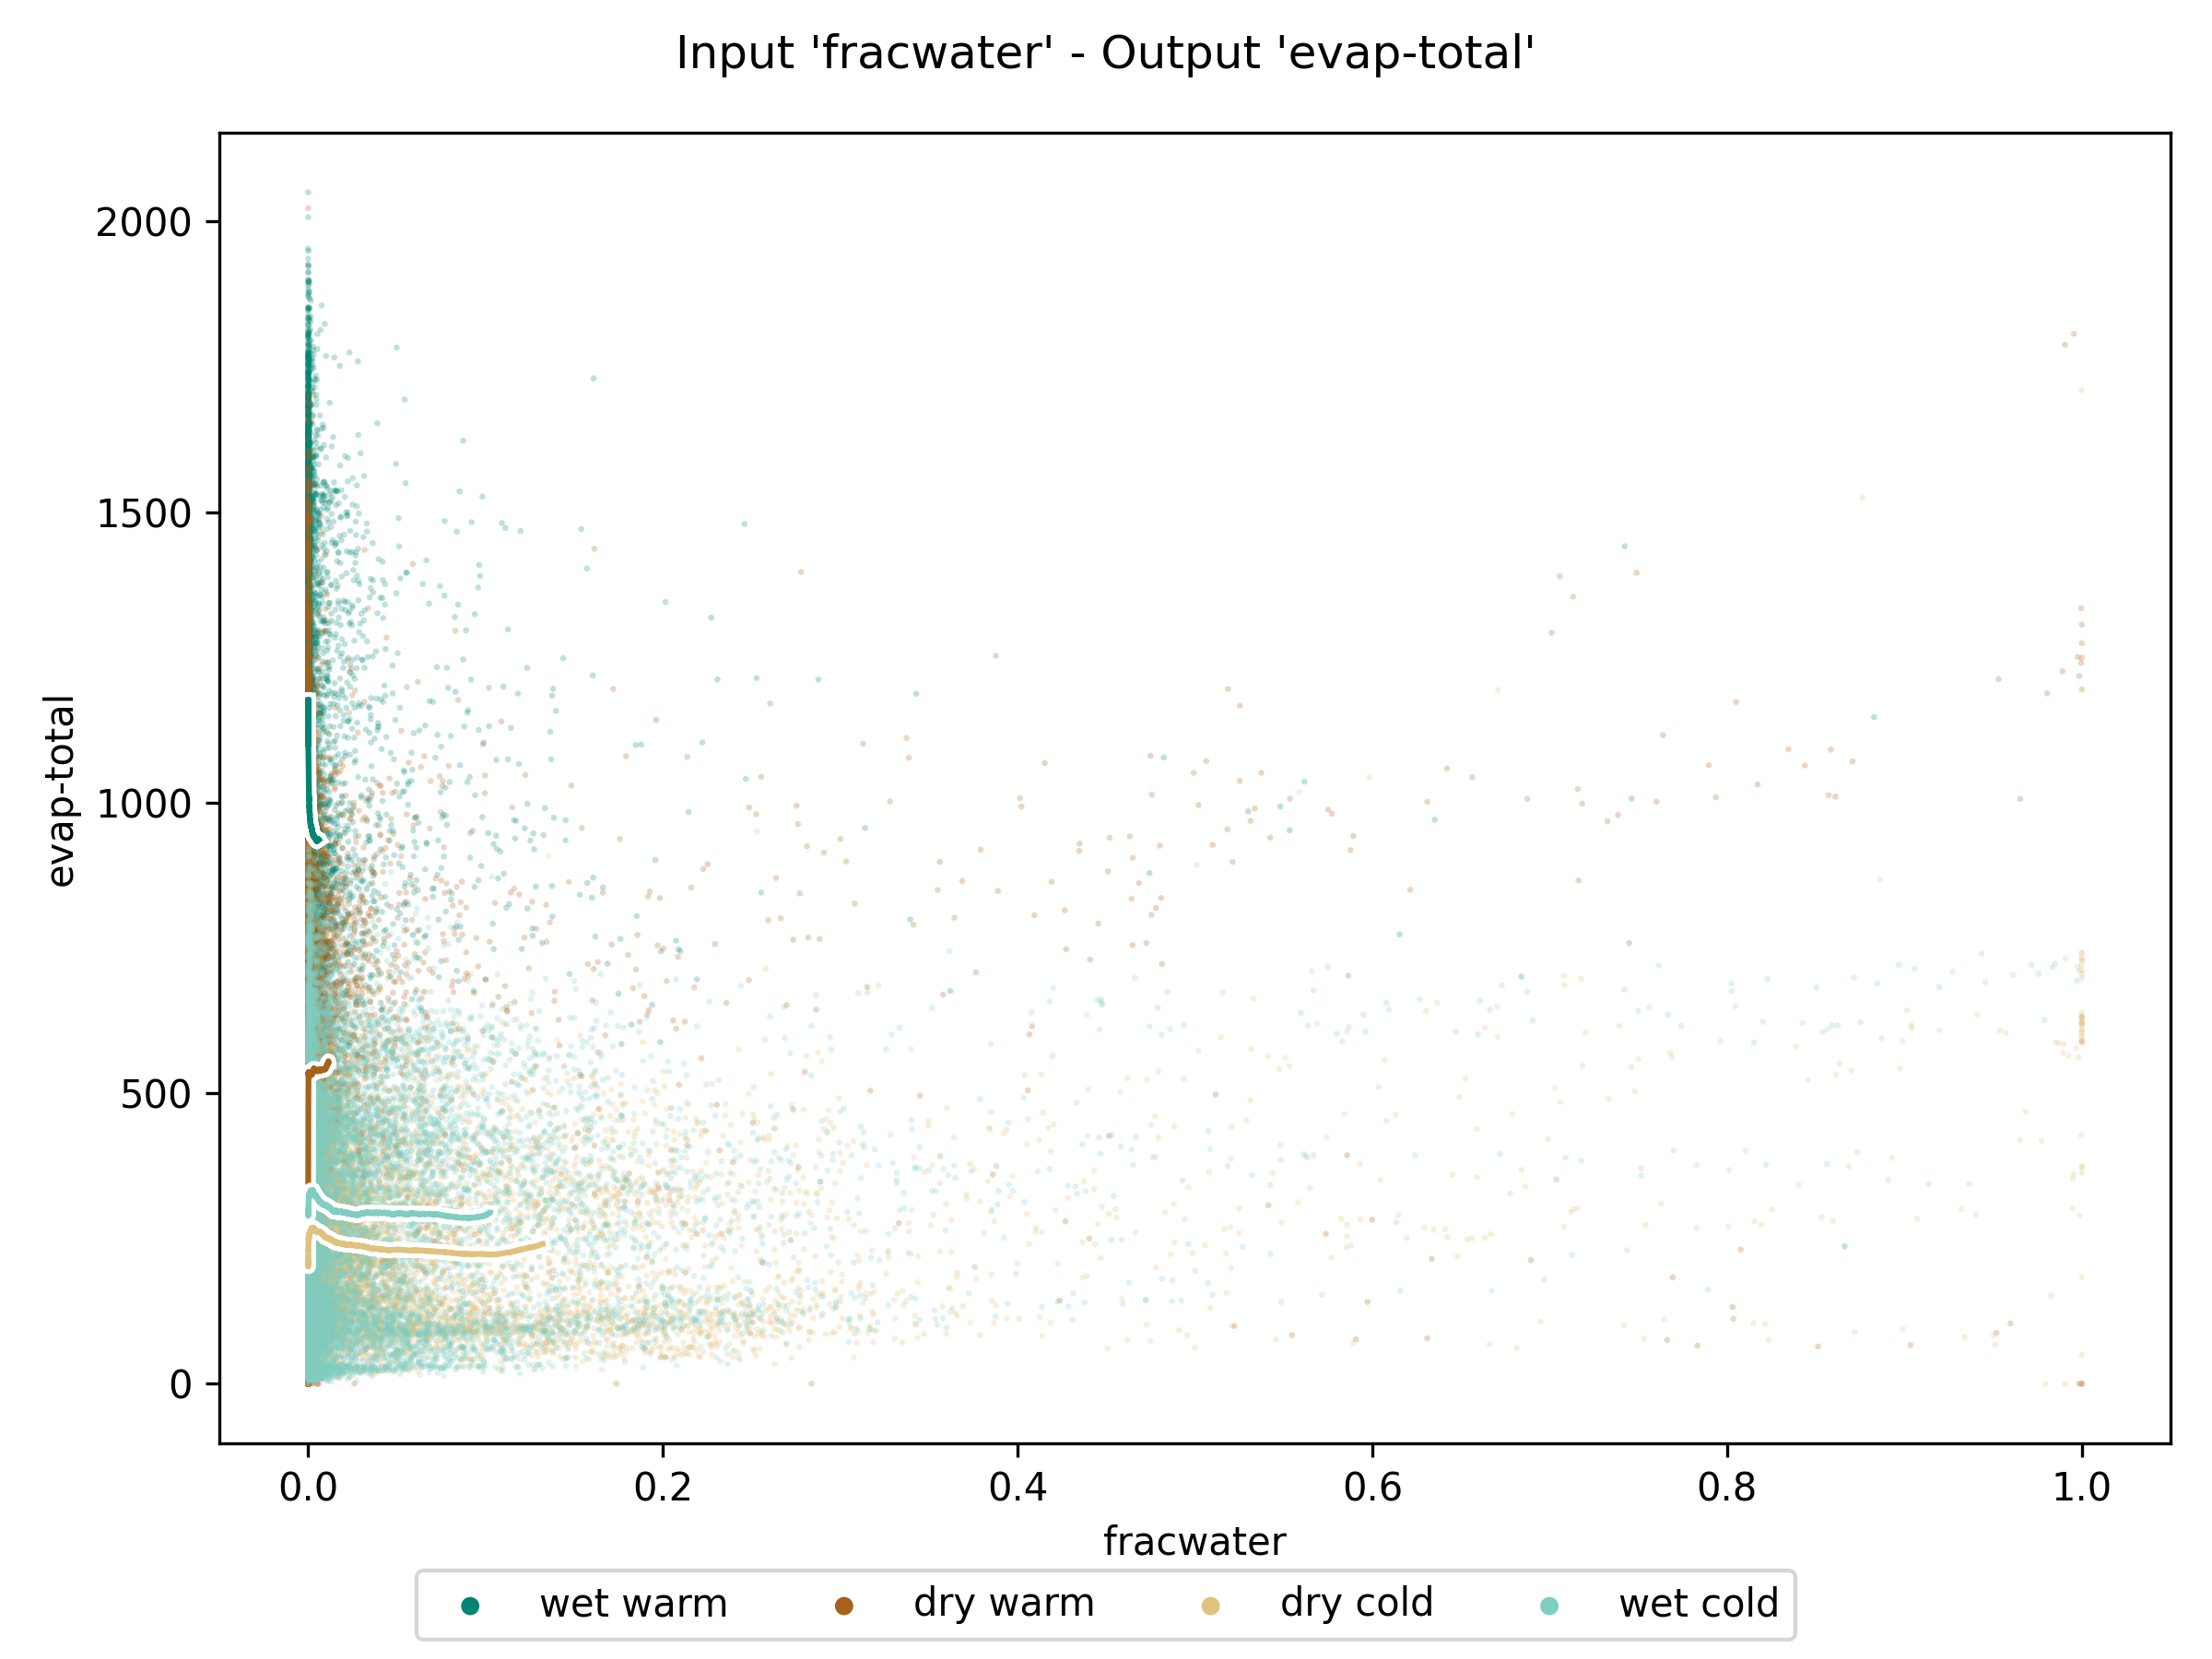 Input 'fracwater' - Output 'evap-total'
2000
1500
1000
500
0
evap-total
0.0 0.2 0.4 0.6 0.8 1.0
fracwater
wet warm dry warm dry cold wet cold